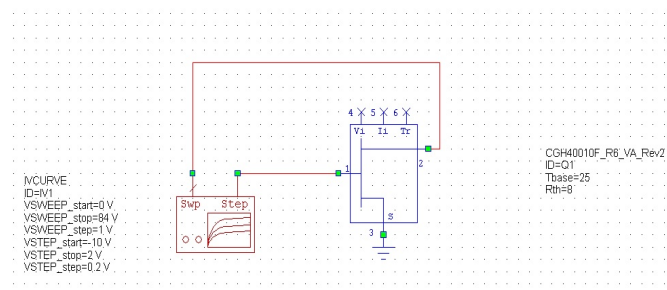 4 5 6
Vi Ii Tr
1
2
S
3
Swp Step
IVCURVE
ID=IV1
VSWEEP_start=0 V
VSWEEP_stop=84 V
VSWEEP_step=1 V
VSTEP_start=-10 V
VSTEP_stop=2 V
VSTEP_step=0.2 V
CGH40010F_R6_VA_Rev2
ID=Q1
Tbase=25
Rth=8